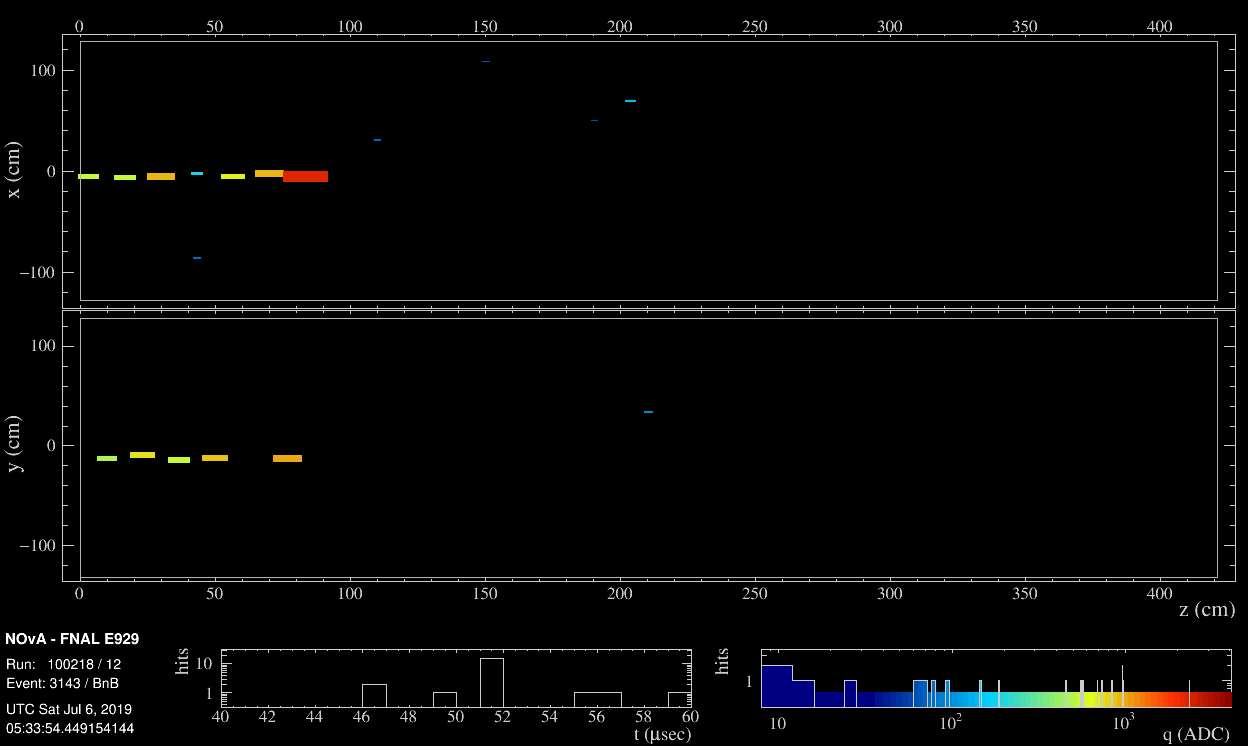 0 50 100 150 200 250 300 350 400
100
0
−100
x (cm)
100
0
−100
y (cm)
0 50 100 150 200 250 300 350 400
z (cm)
NOvA - FNAL E929
Run: 100218 / 12
Event: 3143 / BnB
UTC Sat Jul 6, 2019
05:33:54.449154144
hits
10
1
40 42 44 46 48 50 52 54 56 58 60
t (μsec)
hits
1
10 10² 10³
q (ADC)